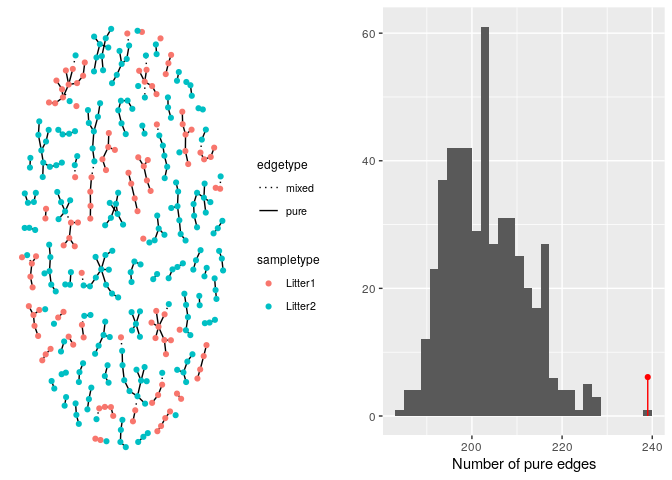 edgetype
mixed
pure
sampletype
Litter1
Litter2
60
40
20
0
200 220 240
Number of pure edges